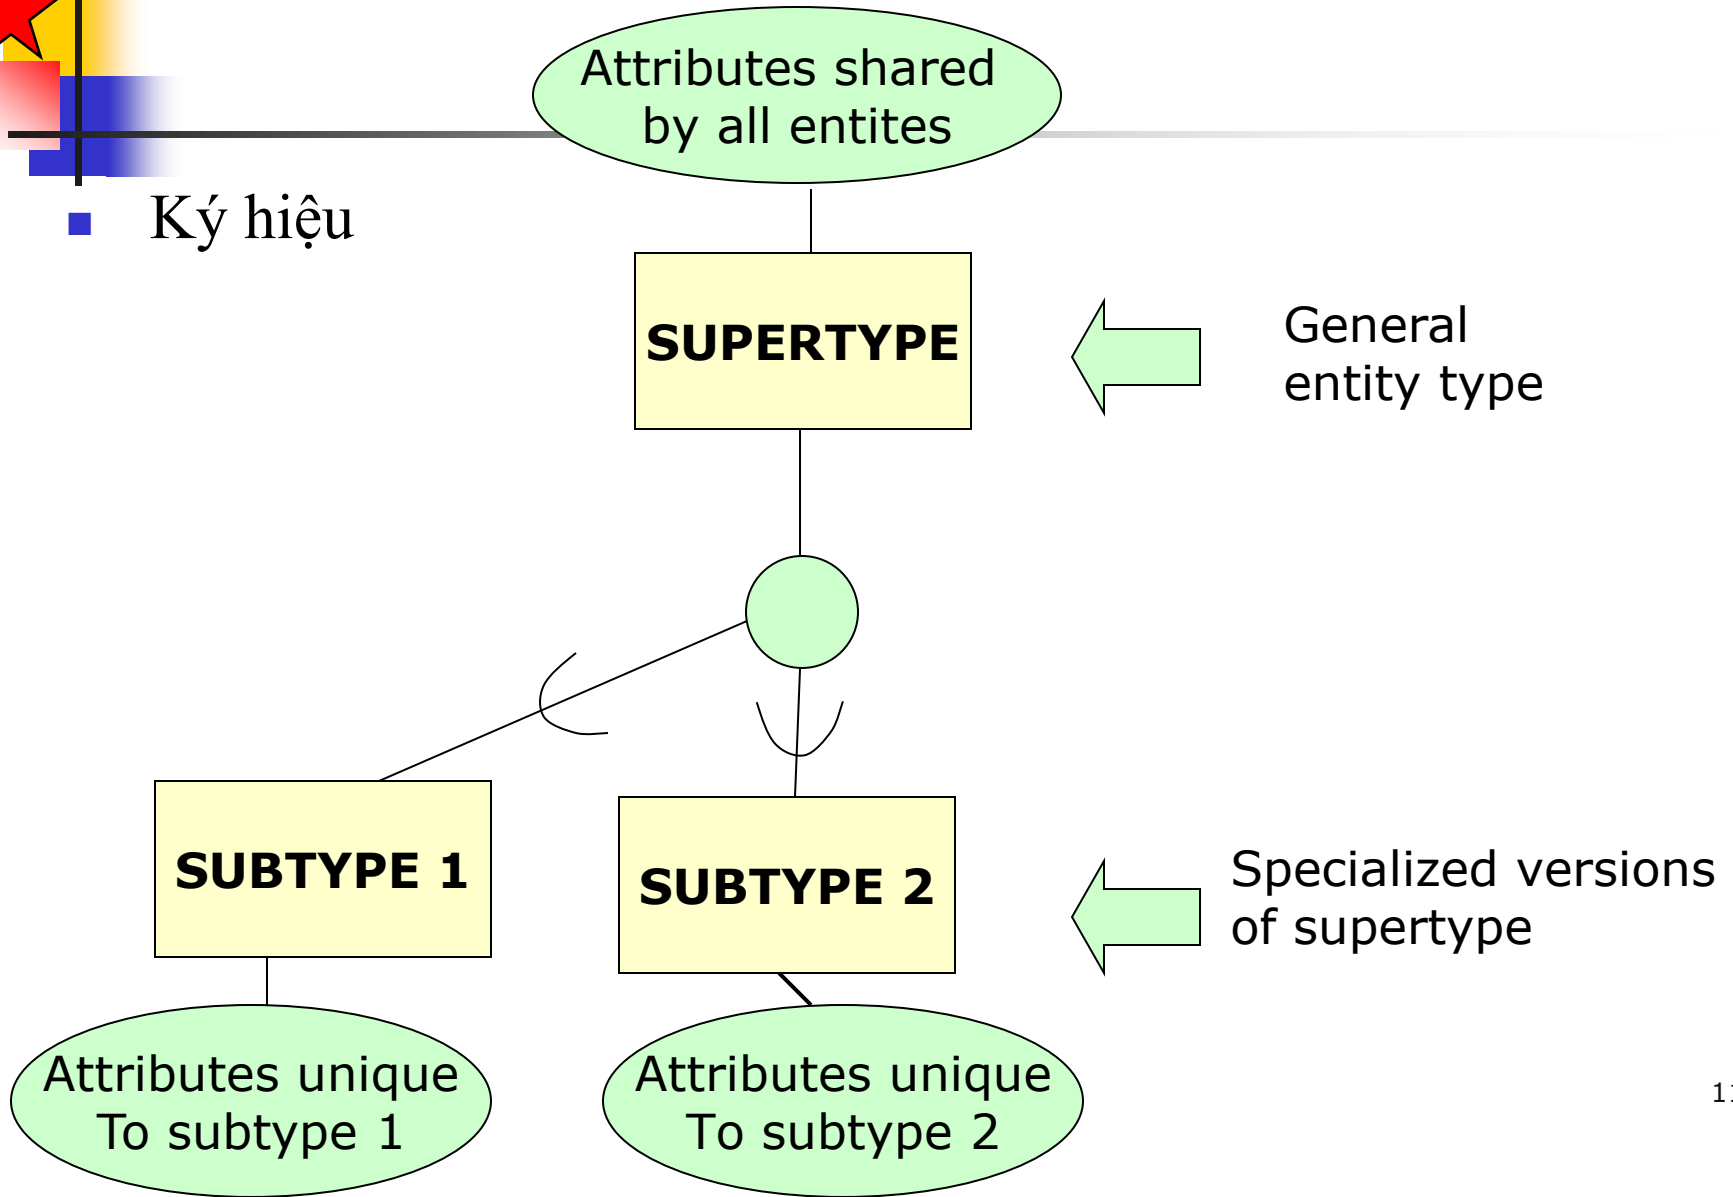 Attributes shared
by all entites
Ký hiệu
SUPERTYPE
General
entity type
SUBTYPE 1
SUBTYPE 2
Specialized versions
of supertype
Attributes unique
To subtype 1
Attributes unique
To subtype 2